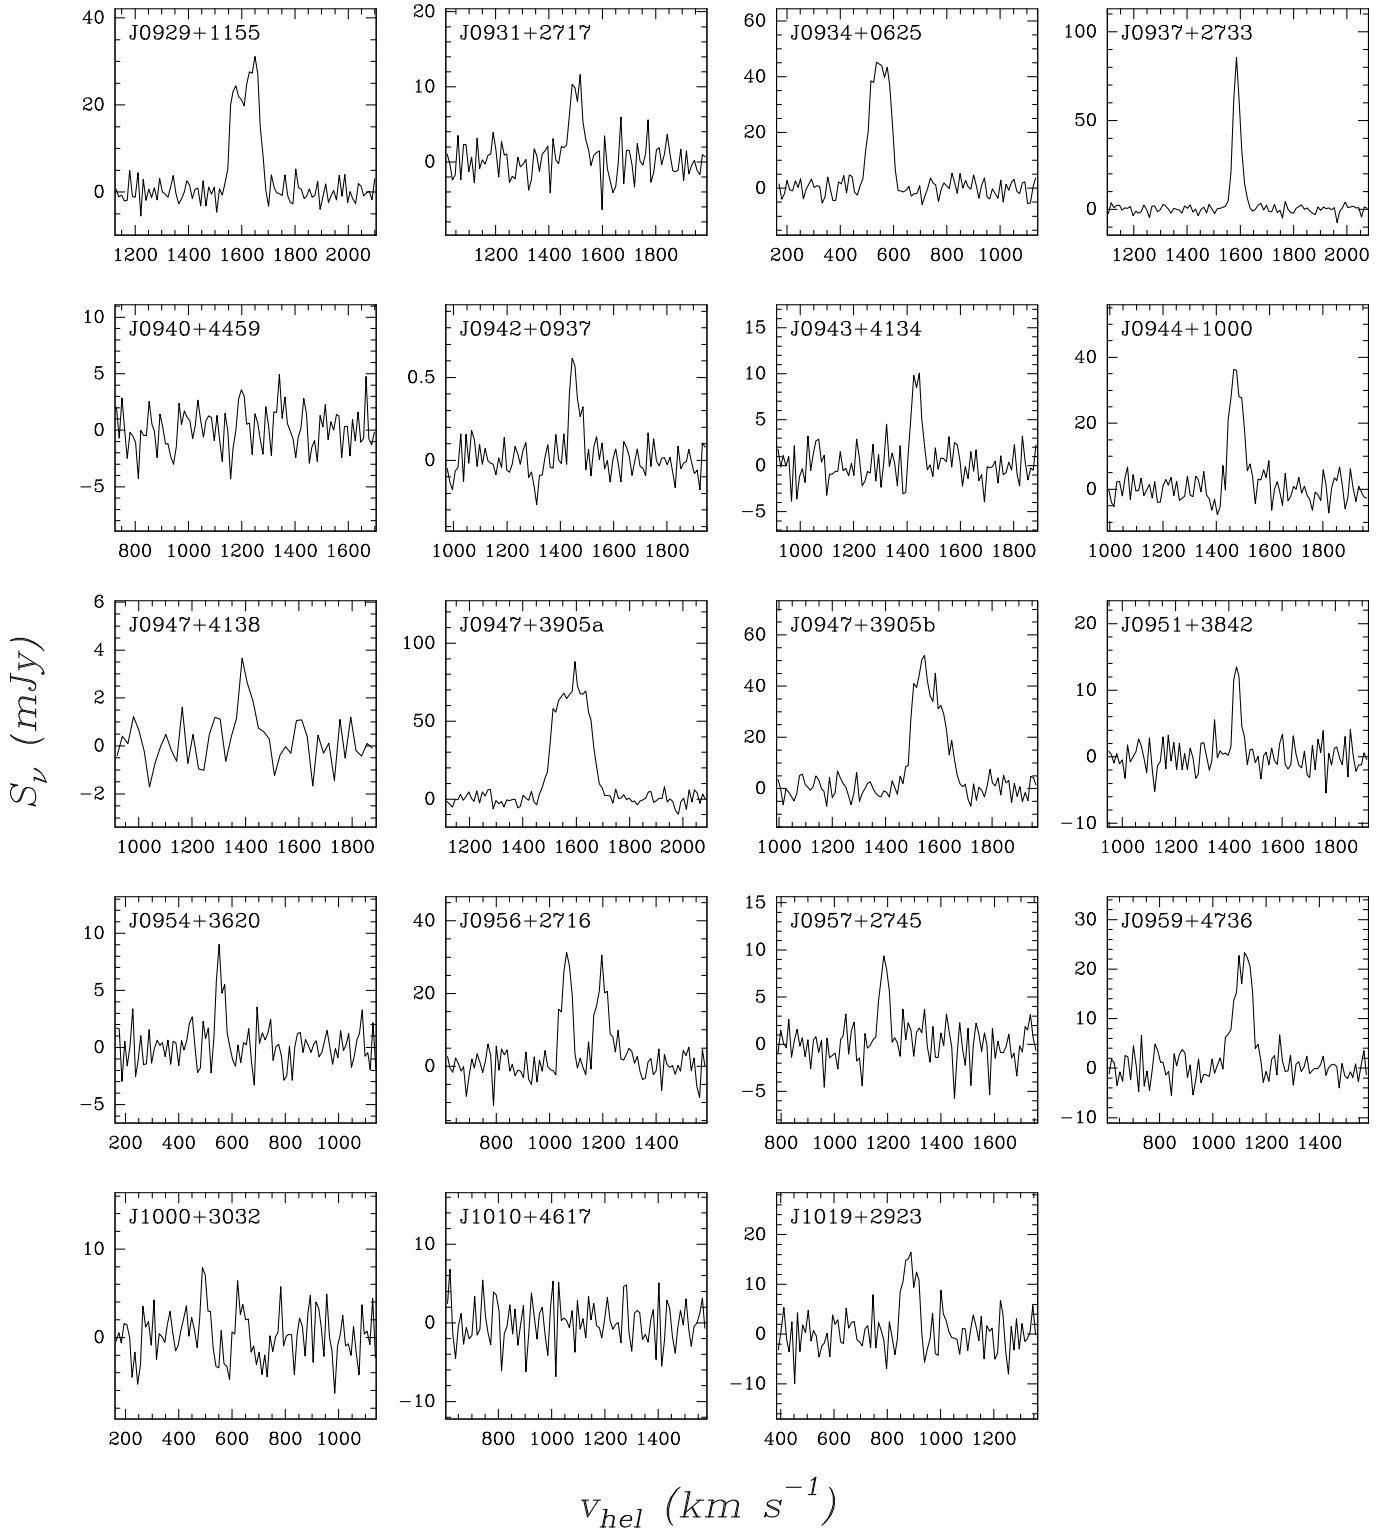 J0929+1155
40
20
0
1200 1400 1600 1800 2000
J0931+2717
20
10
0
1200 1400 1600 1800
J0934+0625
60
40
20
0
200 400 600 800 1000
J0937+2733
100
50
0
1200 1400 1600 1800 2000
J0940+4459
10
5
0
−5
800 1000 1200 1400 1600
J0942+0937
0.5
0
1000 1200 1400 1600 1800
J0943+4134
15
10
5
0
−5
1000 1200 1400 1600 1800
J0944+1000
40
20
0
1000 1200 1400 1600 1800
J0947+4138
6
4
2
0
−2
1000 1200 1400 1600 1800
J0947+3905a
100
50
0
1200 1400 1600 1800 2000
J0947+3905b
60
40
20
0
1000 1200 1400 1600 1800
J0951+3842
20
10
0
−10
1000 1200 1400 1600 1800
J0954+3620
10
5
0
−5
200 400 600 800 1000
J0956+2716
40
20
0
800 1000 1200 1400
J0957+2745
15
10
5
0
−5
800 1000 1200 1400 1600
J0959+4736
30
20
10
0
−10
800 1000 1200 1400
J1000+3032
10
0
200 400 600 800 1000
J1010+4617
10
0
−10
800 1000 1200 1400
J1019+2923
20
10
0
−10
400 600 800 1000 1200
S_ν (mJy)
v_hel (km s^−1)